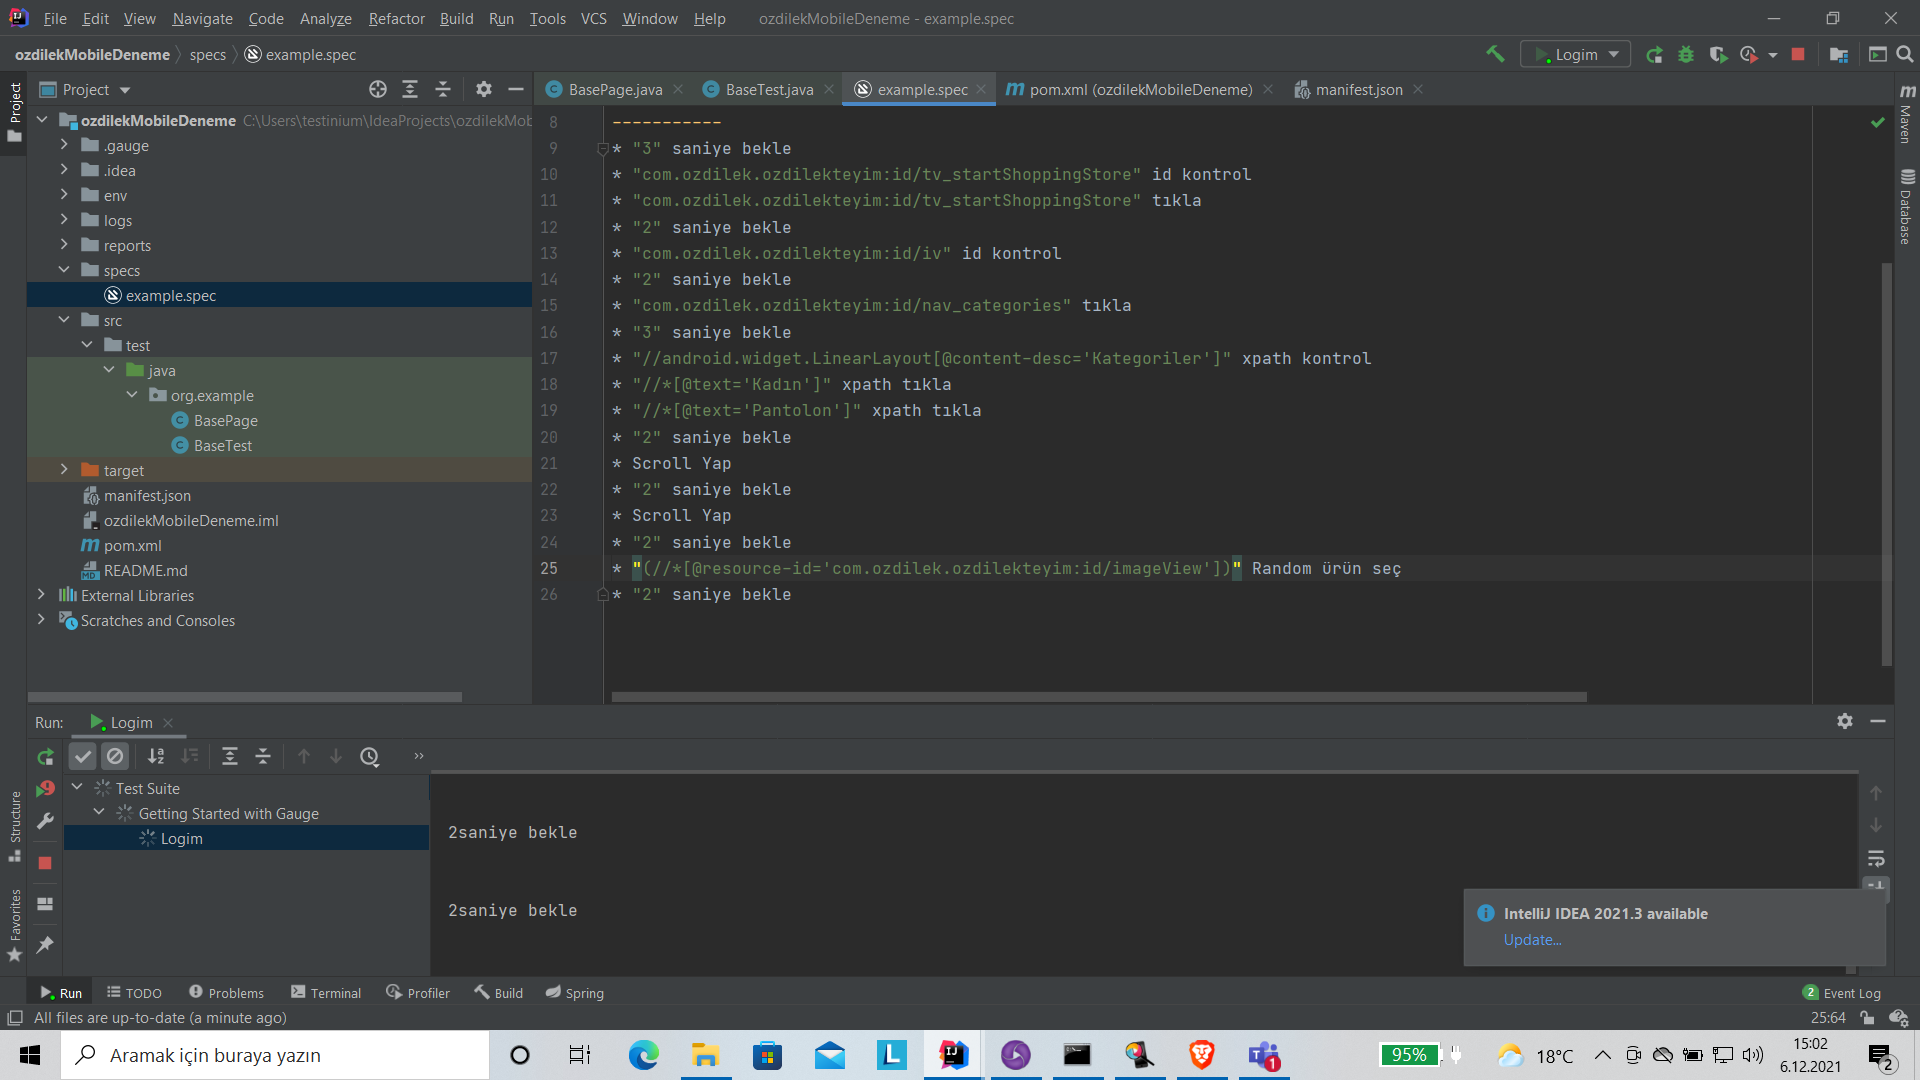 File Edit View Navigate Code Analyze Refactor Build Run Tools VCS Window Help ozdilekMobileDeneme - example.spec
ozdilekMobileDeneme specs example.spec Logim
Project
BasePage.java BaseTest.java example.spec pom.xml (ozdilekMobileDeneme) manifest.json
Project
Maven
Database
ozdilekMobileDeneme C:\Users\testinium\IdeaProjects\ozdilekMob
.gauge
.idea
env
logs
reports
specs
example.spec
src
test
java
org.example
BasePage
BaseTest
target
manifest.json
ozdilekMobileDeneme.iml
pom.xml
README.md
External Libraries
Scratches and Consoles
8 -----------
9 * "3" saniye bekle
10 * "com.ozdilek.ozdilekteyim:id/tv_startShoppingStore" id kontrol
11 * "com.ozdilek.ozdilekteyim:id/tv_startShoppingStore" tıkla
12 * "2" saniye bekle
13 * "com.ozdilek.ozdilekteyim:id/iv" id kontrol
14 * "2" saniye bekle
15 * "com.ozdilek.ozdilekteyim:id/nav_categories" tıkla
16 * "3" saniye bekle
17 * "//android.widget.LinearLayout[@content-desc='Kategoriler']" xpath kontrol
18 * "//*[@text='Kadın']" xpath tıkla
19 * "//*[@text='Pantolon']" xpath tıkla
20 * "2" saniye bekle
21 * Scroll Yap
22 * "2" saniye bekle
23 * Scroll Yap
24 * "2" saniye bekle
25 * "(//*[@resource-id='com.ozdilek.ozdilekteyim:id/imageView'])" Random ürün seç
26 * "2" saniye bekle
Run: Logim
Test Suite
Getting Started with Gauge
Logim
2saniye bekle
2saniye bekle
Structure
Favorites
IntelliJ IDEA 2021.3 available
Update...
Run TODO Problems Terminal Profiler Build Spring 2 Event Log
All files are up-to-date (a minute ago) 25:64
Aramak için buraya yazın
L
1
95%
18°C
15:02
6.12.2021
2